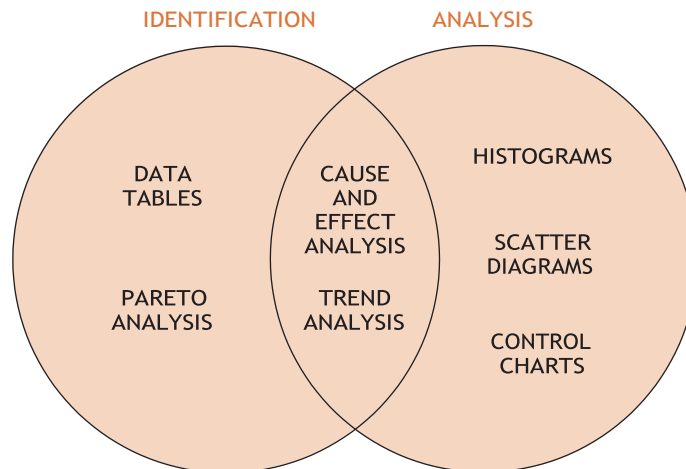 IDENTIFICATION
ANALYSIS
DATA
TABLES
PARETO
ANALYSIS
CAUSE
AND
EFFECT
ANALYSIS
TREND
ANALYSIS
HISTOGRAMS
SCATTER
DIAGRAMS
CONTROL
CHARTS